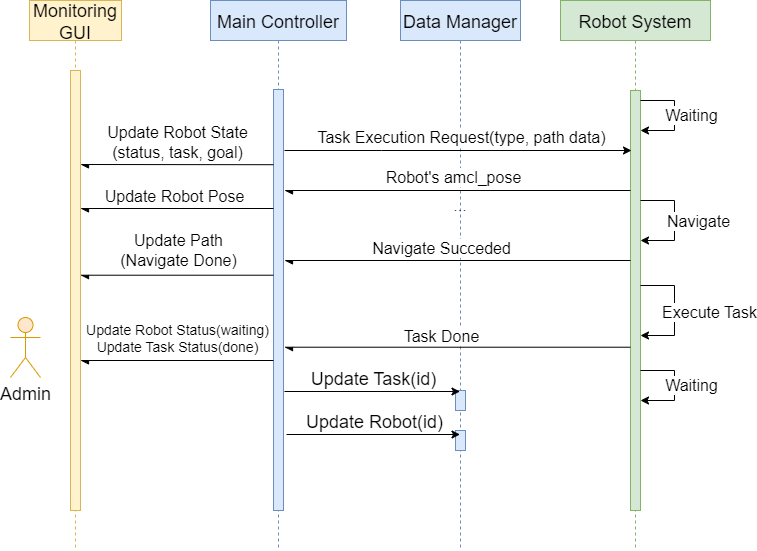 Monitoring
GUI
Main Controller
Data Manager
Robot System
Waiting
Update Robot State
(status, task, goal)
Task Execution Request(type, path data)
Robot's amcl_pose
Update Robot Pose
...
Navigate
Update Path
(Navigate Done)
Navigate Succeded
Execute Task
Update Robot Status(waiting)
Update Task Status(done)
Task Done
Admin
Update Task(id)
Waiting
Update Robot(id)